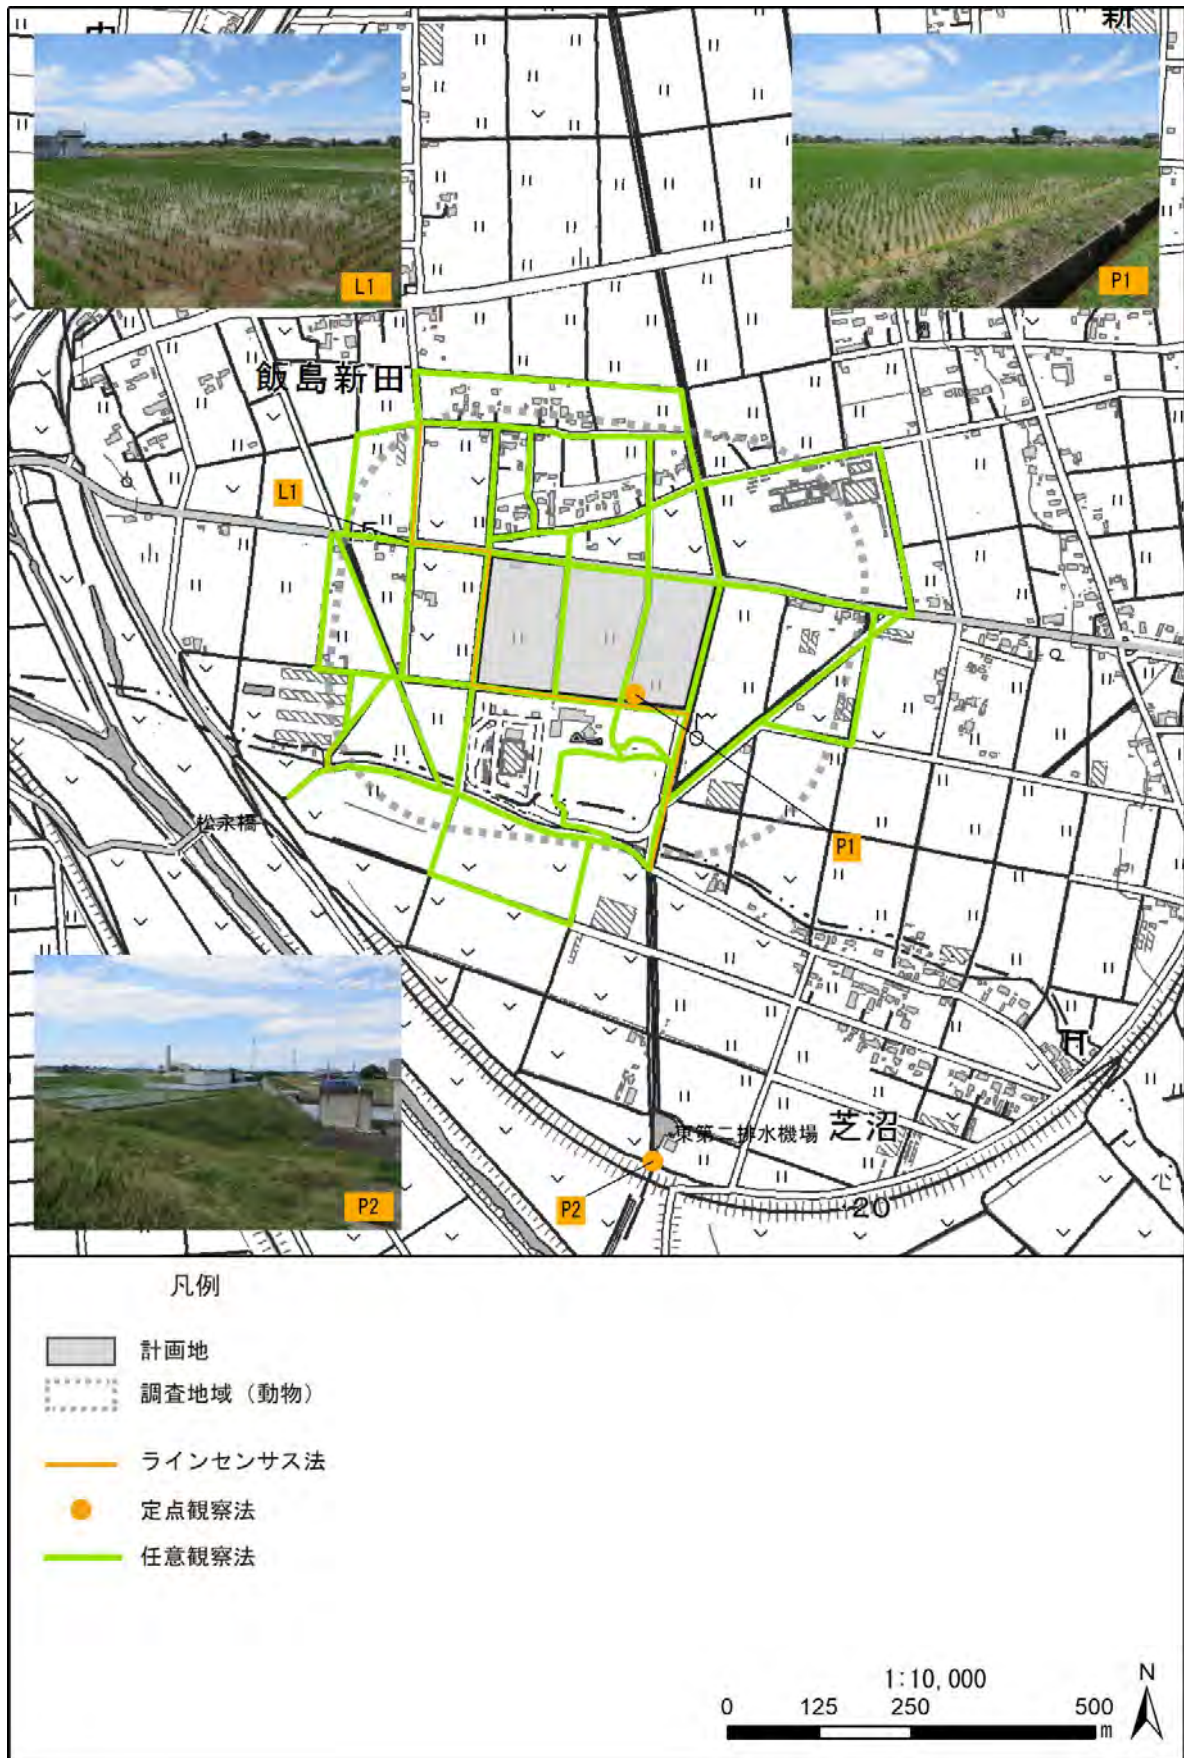 新
L1
P1
飯島新田
L1
松永橋
P1
東第二排水機場
芝沼
P2
P2
20
凡例
計画地
調査地域（動物）
ラインセンサス法
定点観察法
任意観察法
1:10,000
N
0 125 250 500
m